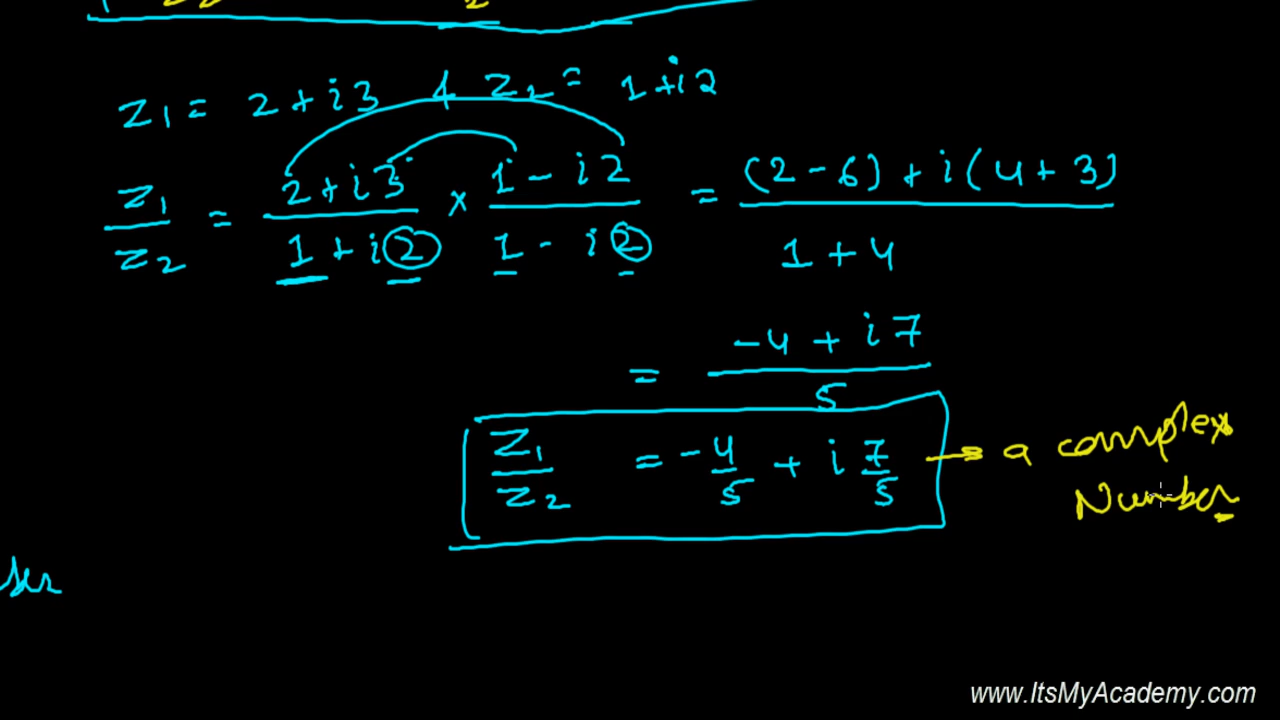 z1 = 2+i3 & z2 = 1+i2
z1/z2 = (2+i3)/(1+i2) × (1-i2)/(1-i2) = ((2-6)+i(4+3))/(1+4)
= (-4+i7)/5
z1/z2 = -4/5 + i 7/5 → a complex
Number
www.ItsMyAcademy.com